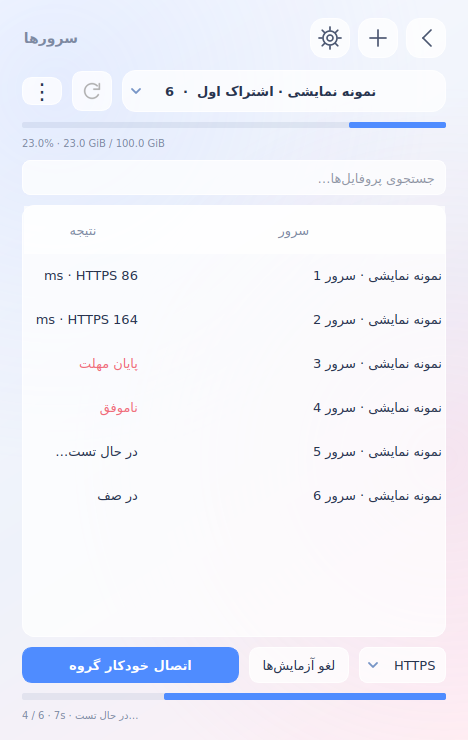 سرورها
نمونه نمایشی · اشتراک اول · 6
23.0% · 23.0 GiB / 100.0 GiB
جستجوی پروفایل‌ها...
سرور نتیجه
نمونه نمایشی · سرور 1 86 ms · HTTPS
نمونه نمایشی · سرور 2 164 ms · HTTPS
نمونه نمایشی · سرور 3 پایان مهلت
نمونه نمایشی · سرور 4 ناموفق
نمونه نمایشی · سرور 5 در حال تست...
نمونه نمایشی · سرور 6 در صف
HTTPS لغو آزمایش‌ها اتصال خودکار گروه
4 / 6 · 7s · در حال تست...